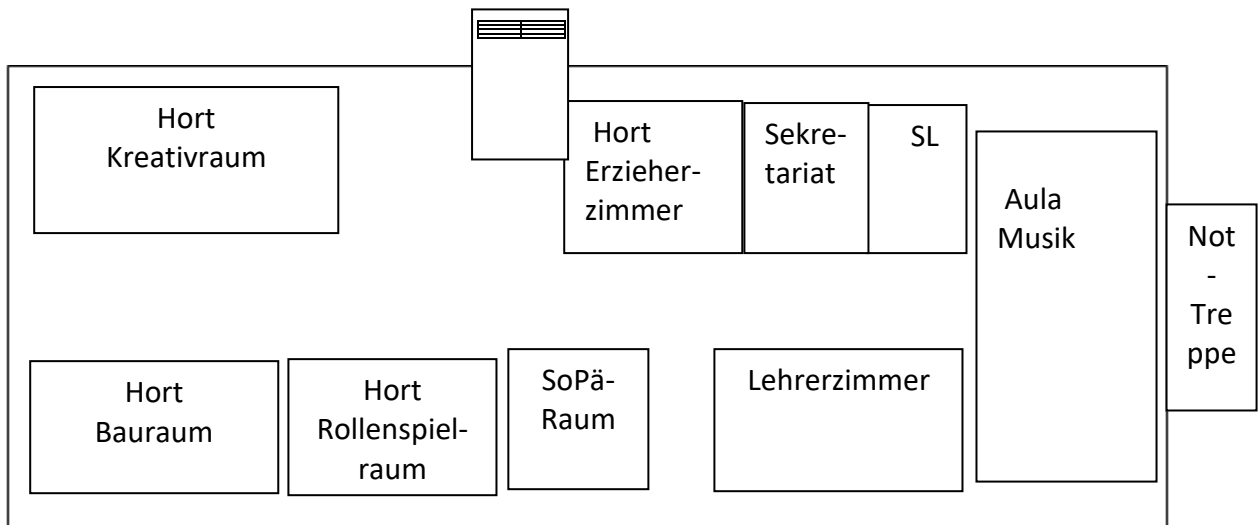 Hort
Kreativraum
Hort
Erzieher-
zimmer
Sekre-
tariat
SL
Aula
Musik
Not
-
Tre
ppe
Hort
Bauraum
Hort
Rollenspiel-
raum
SoPä-
Raum
Lehrerzimmer